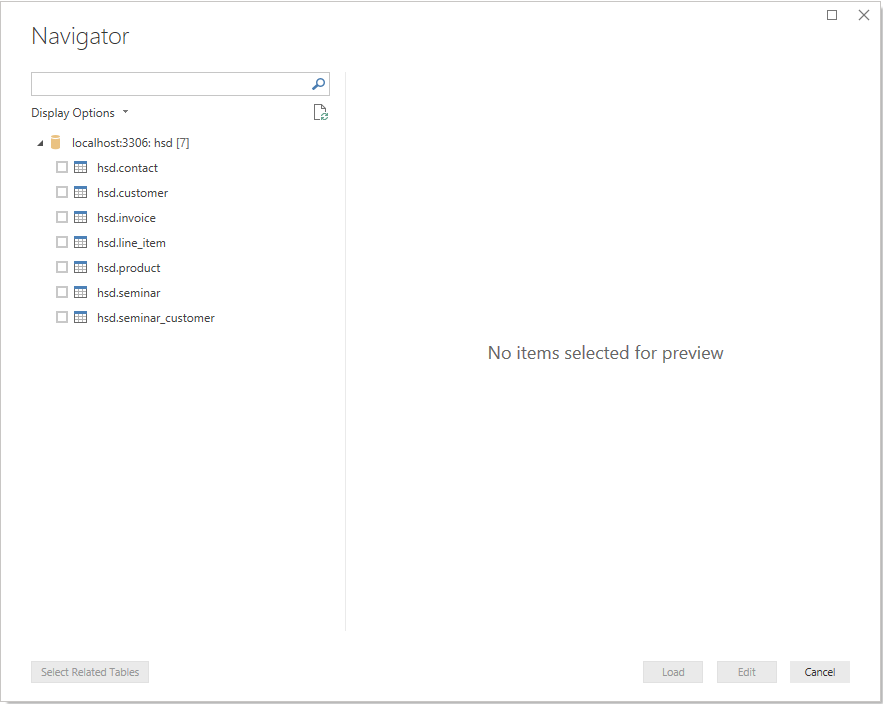 Navigator
Display Options
localhost:3306: hsd [7]
hsd.contact
hsd.customer
hsd.invoice
hsd.line_item
hsd.product
hsd.seminar
hsd.seminar_customer
No items selected for preview
Select Related Tables
Load
Edit
Cancel